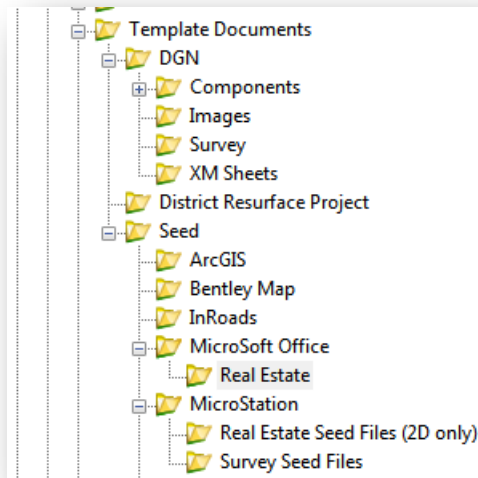 Template Documents
DGN
Components
Images
Survey
XM Sheets
District Resurface Project
Seed
ArcGIS
Bentley Map
InRoads
MicroSoft Office
Real Estate
MicroStation
Real Estate Seed Files (2D only)
Survey Seed Files